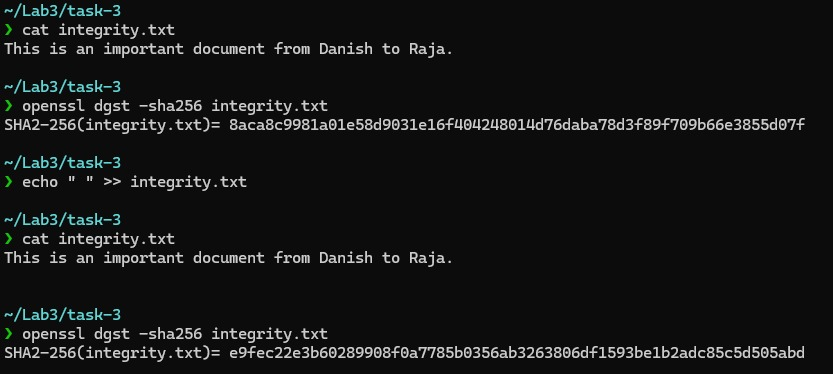 ~/Lab3/task-3
❯ cat integrity.txt
This is an important document from Danish to Raja.
~/Lab3/task-3
❯ openssl dgst -sha256 integrity.txt
SHA2-256(integrity.txt)= 8aca8c9981a01e58d9031e16f404248014d76daba78d3f89f709b66e3855d07f
~/Lab3/task-3
❯ echo " " >> integrity.txt
~/Lab3/task-3
❯ cat integrity.txt
This is an important document from Danish to Raja.
~/Lab3/task-3
❯ openssl dgst -sha256 integrity.txt
SHA2-256(integrity.txt)= e9fec22e3b60289908f0a7785b0356ab3263806df1593be1b2adc85c5d505abd